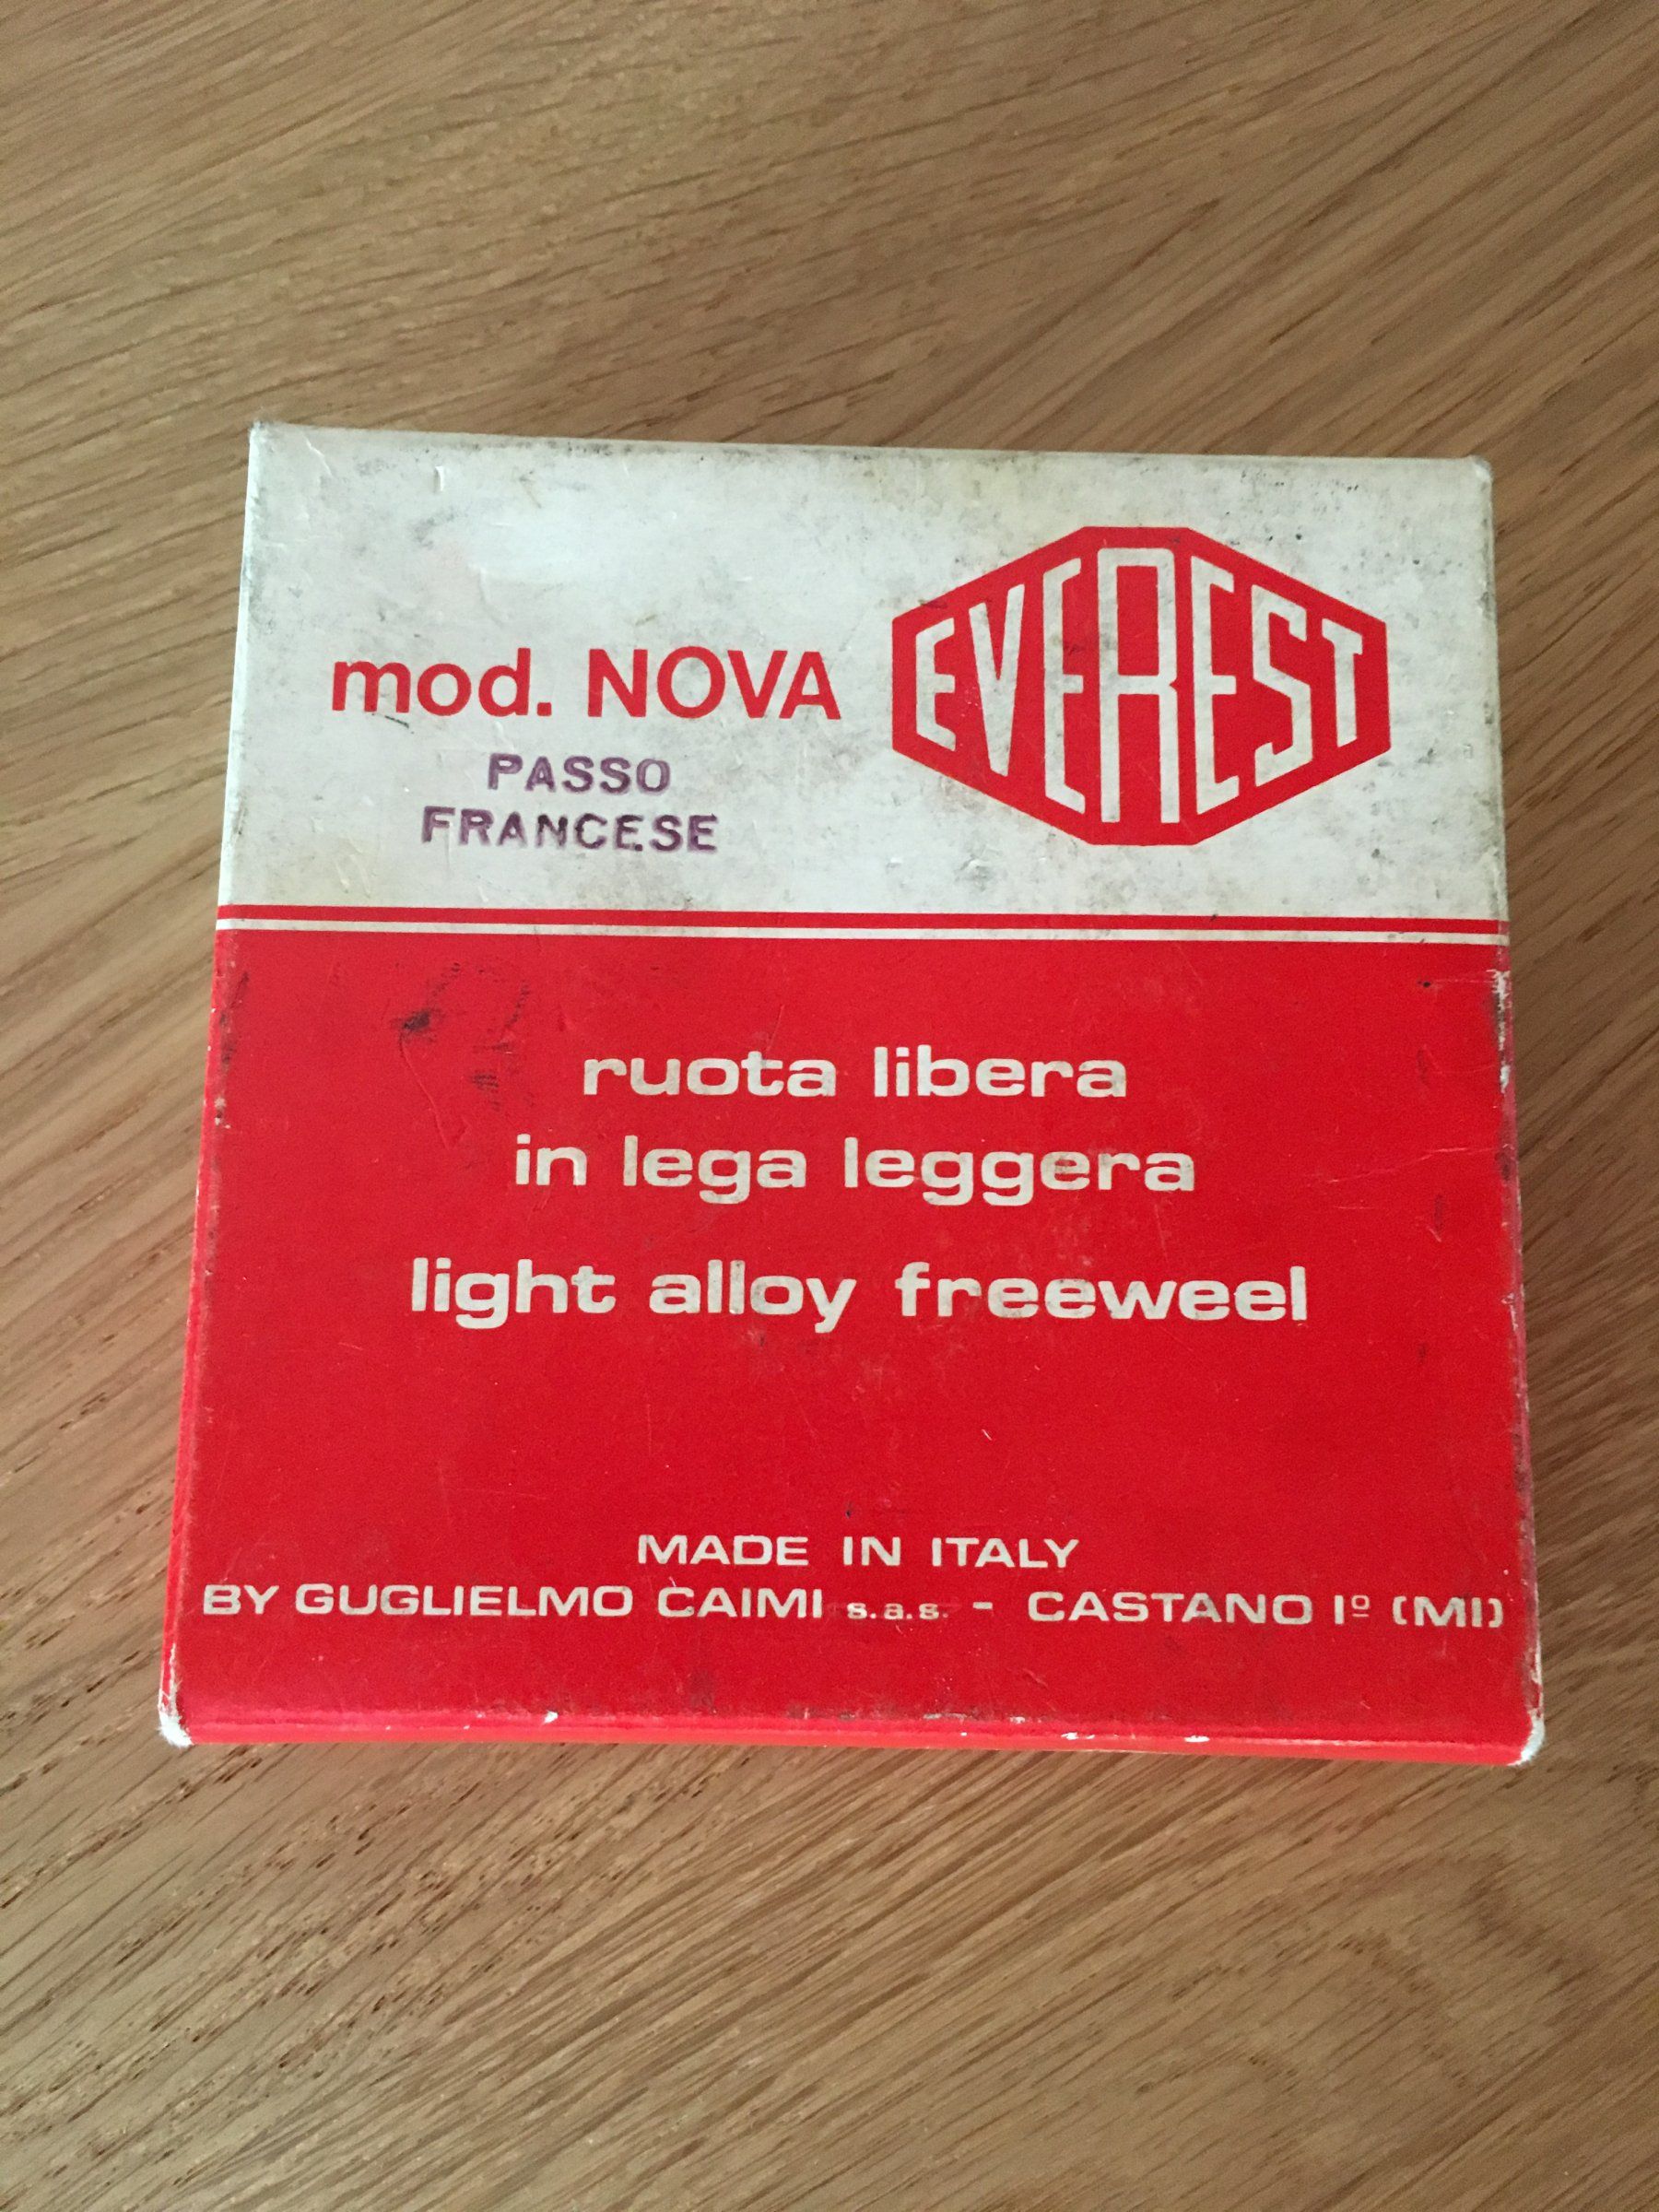 mod. NOVA
EVEREST
PASSO
FRANCESE
ruota libera
in lega leggera
light alloy freeweel
MADE IN ITALY
BY GUGLIELMO CAIMI s.a.s. - CASTANO Iº (MI)